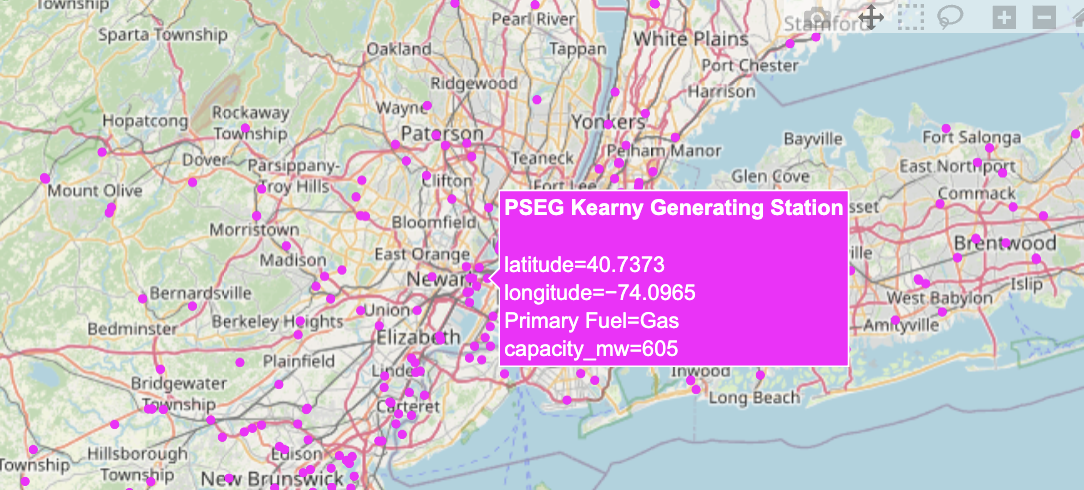 Township
Pearl River
Stamford
Sparta Township
Oakland
Tappan
White Plains
Port Chester
Ridgewood
Harrison
Hopatcong
Rockaway
Township
Wayne
Paterson
Yonkers
Bayville
Fort Salonga
Dover
Parsippany-
Troy Hills
Teaneck
Pelham Manor
Glen Cove
East Northport
Mount Olive
Clifton
Fort Lee
Commack
PSEG Kearny Generating Station
latitude=40.7373
longitude=−74.0965
Primary Fuel=Gas
capacity_mw=605
sset
Morristown
Bloomfield
Brentwood
Madison
East Orange
ville
Newar
Islip
Bernardsville
Union
West Babylon
Bedminster
Berkeley Heights
Elizabeth
Amityville
Plainfield
Linde
Inwood
Bridgewater
Township
Carteret
Long Beach
Hillsborough
Township
Edison
Township
New Brunswick